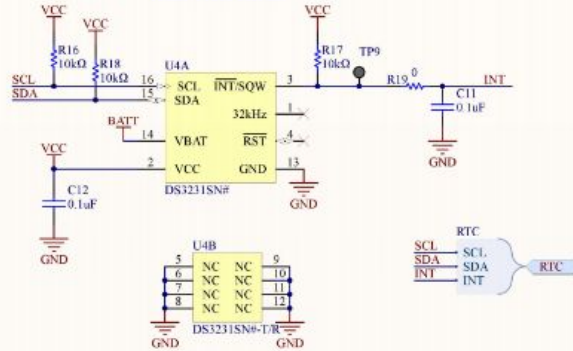 VCC
VCC
VCC
R16
10kΩ
R18
10kΩ
U4A
R17
10kΩ
TP9
SCL
SDA
16
15
SCL
SDA
INT/SQW
3
R19
0
INT
32kHz
1
C11
0.1uF
BATT
14
VBAT
RST
4
VCC
2
VCC
GND
13
GND
DS3231SN#
GND
C12
0.1uF
GND
U4B
5
NC
NC
9
6
NC
NC
10
7
NC
NC
11
8
NC
NC
12
DS3231SN#-T/R
GND
GND
RTC
SCL
SCL
SDA
SDA
INT
INT
RTC